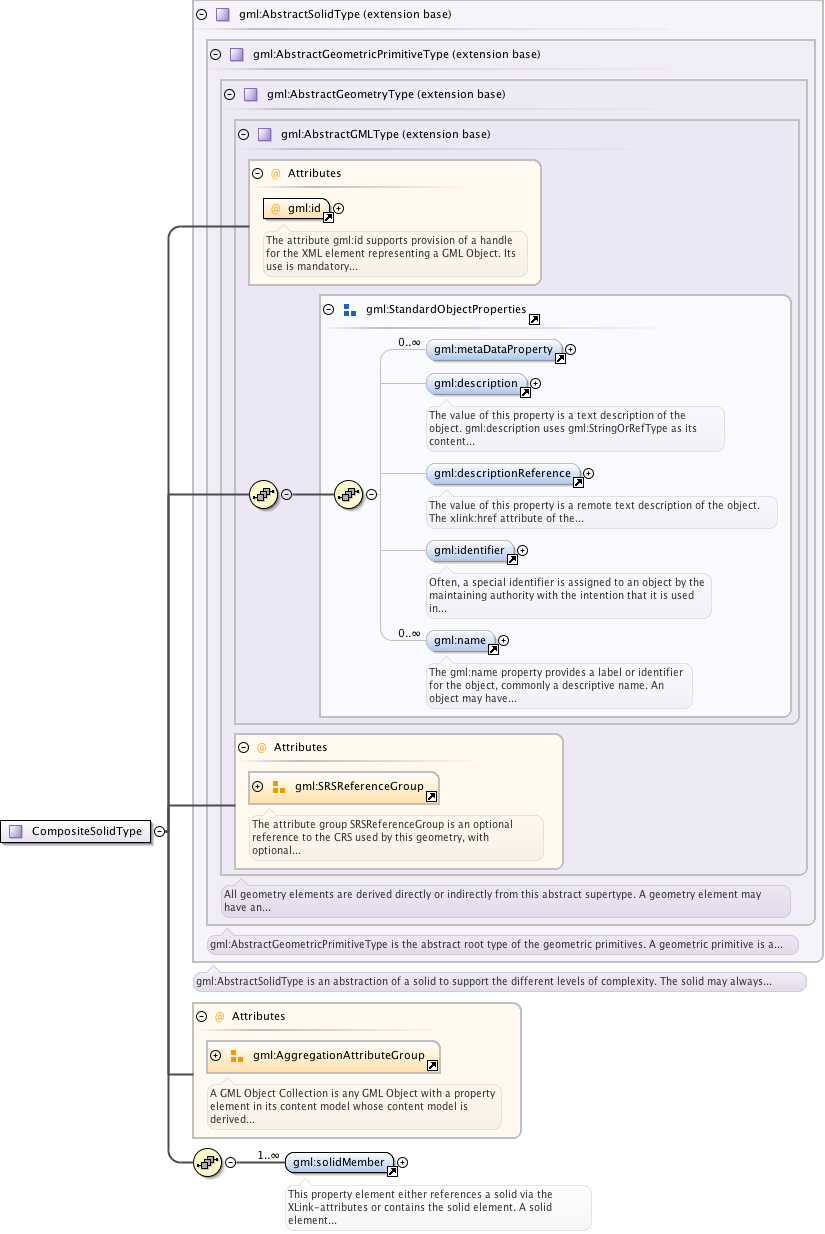 gml:AbstractSolidType (extension base)
gml:AbstractGeometricPrimitiveType (extension base)
gml:AbstractGeometryType (extension base)
gml:AbstractGMLType (extension base)
@ Attributes
@ gml:id
The attribute gml:id supports provision of a handle
for the XML element representing a GML Object. Its
use is mandatory...
gml:StandardObjectProperties
0..∞
gml:metaDataProperty
gml:description
The value of this property is a text description of the
object. gml:description uses gml:StringOrRefType as its
content...
gml:descriptionReference
The value of this property is a remote text description of the object.
The xlink:href attribute of the...
gml:identifier
Often, a special identifier is assigned to an object by the
maintaining authority with the intention that it is used
in...
0..∞
gml:name
The gml:name property provides a label or identifier
for the object, commonly a descriptive name. An
object may have...
@ Attributes
gml:SRSReferenceGroup
The attribute group SRSReferenceGroup is an optional
reference to the CRS used by this geometry, with
optional...
CompositeSolidType
All geometry elements are derived directly or indirectly from this abstract supertype. A geometry element may
have an...
gml:AbstractGeometricPrimitiveType is the abstract root type of the geometric primitives. A geometric primitive is a...
gml:AbstractSolidType is an abstraction of a solid to support the different levels of complexity. The solid may always...
@ Attributes
gml:AggregationAttributeGroup
A GML Object Collection is any GML Object with a property
element in its content model whose content model is
derived...
1..∞
gml:solidMember
This property element either references a solid via the
XLink-attributes or contains the solid element. A solid
element...